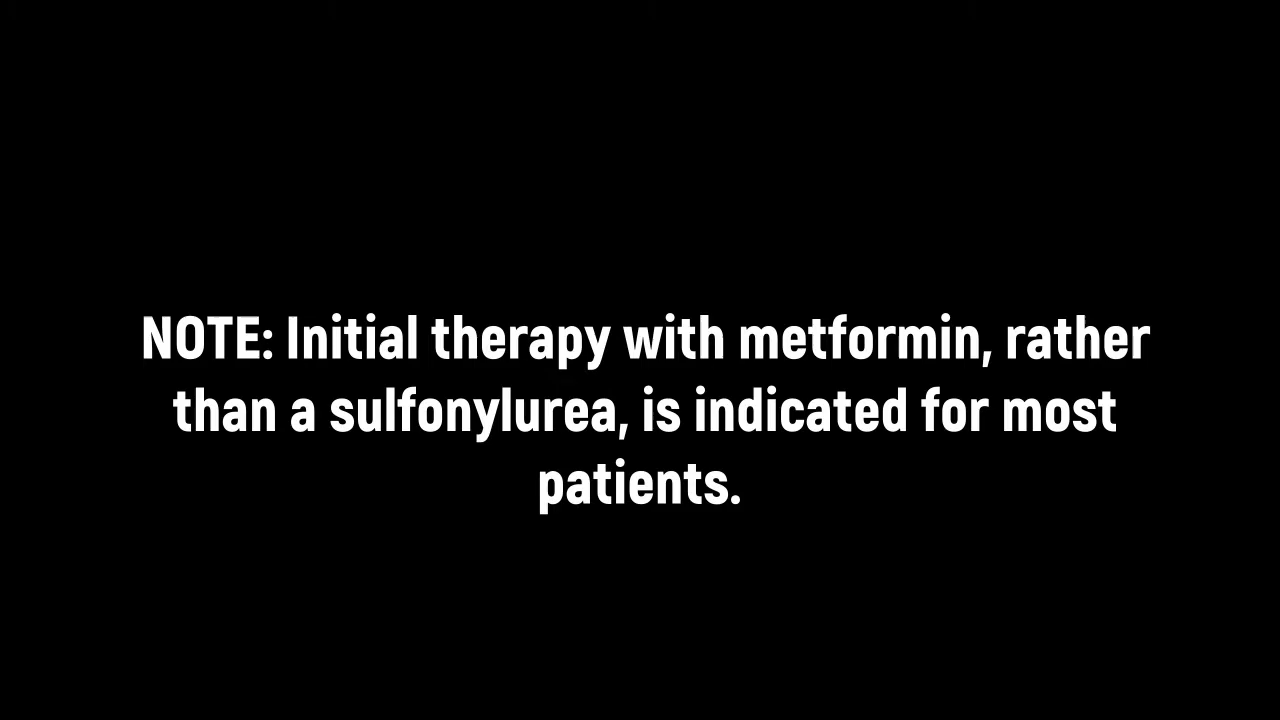 NOTE: Initial therapy with metformin, rather
than a sulfonylurea, is indicated for most
patients.